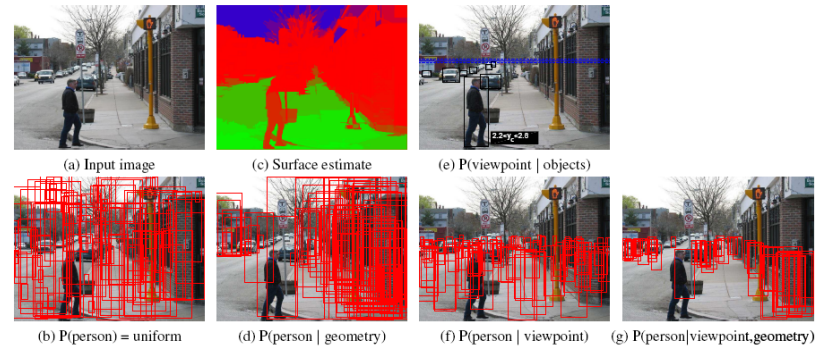 (a) Input image
(c) Surface estimate
2.2<y_c<2.8
(e) P(viewpoint | objects)
(b) P(person) = uniform
(d) P(person | geometry)
(f) P(person | viewpoint)
(g) P(person|viewpoint,geometry)